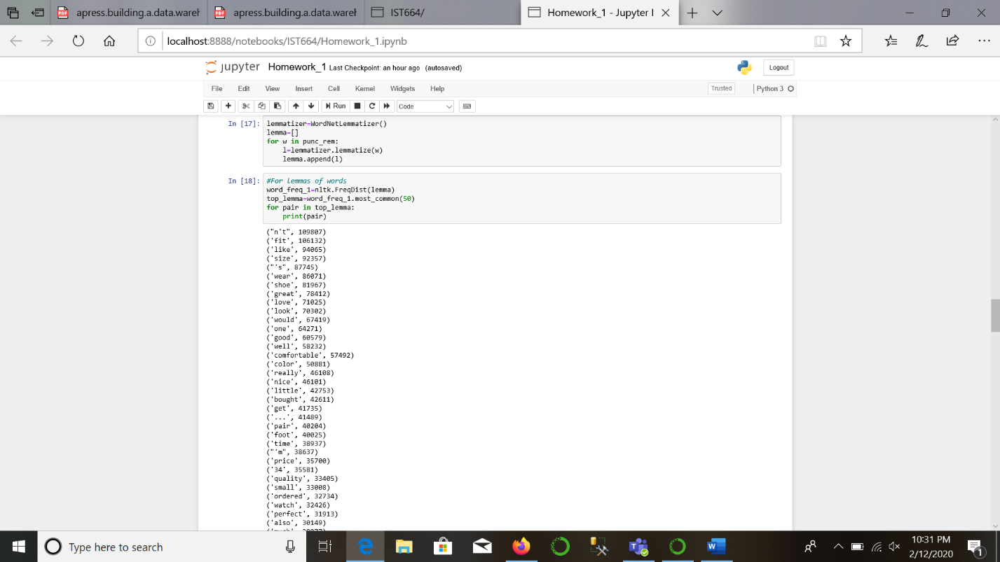 apress.building.a.data.wareh
apress.building.a.data.wareh
IST664/
Homework_1 - Jupyter I
localhost:8888/notebooks/IST664/Homework_1.ipynb
jupyter Homework_1 Last Checkpoint: an hour ago (autosaved)
Logout
File Edit View Insert Cell Kernel Widgets Help
Trusted
Python 3
Run
Code
In [17]: lemmatizer=WordNetLemmatizer()
lemma=[]
for w in punc_rem:
    l=lemmatizer.lemmatize(w)
    lemma.append(l)
In [18]: #For lemmas of words
word_freq_1=nltk.FreqDist(lemma)
top_lemma=word_freq_1.most_common(50)
for pair in top_lemma:
    print(pair)
("n't", 109807)
('fit', 106132)
('like', 94065)
('size', 92357)
("'s", 87745)
('wear', 86071)
('shoe', 81967)
('great', 78412)
('love', 71025)
('look', 70302)
('would', 67419)
('one', 64271)
('good', 60579)
('well', 58232)
('comfortable', 57492)
('color', 50881)
('really', 46108)
('nice', 46101)
('little', 42753)
('bought', 42611)
('get', 41735)
('...', 41489)
('pair', 40204)
('foot', 40025)
('time', 38937)
("'m", 38637)
('price', 35700)
('34', 35581)
('quality', 33405)
('small', 33008)
('ordered', 32734)
('watch', 32426)
('perfect', 31913)
('also', 30149)
Type here to search
10:31 PM
2/12/2020
1